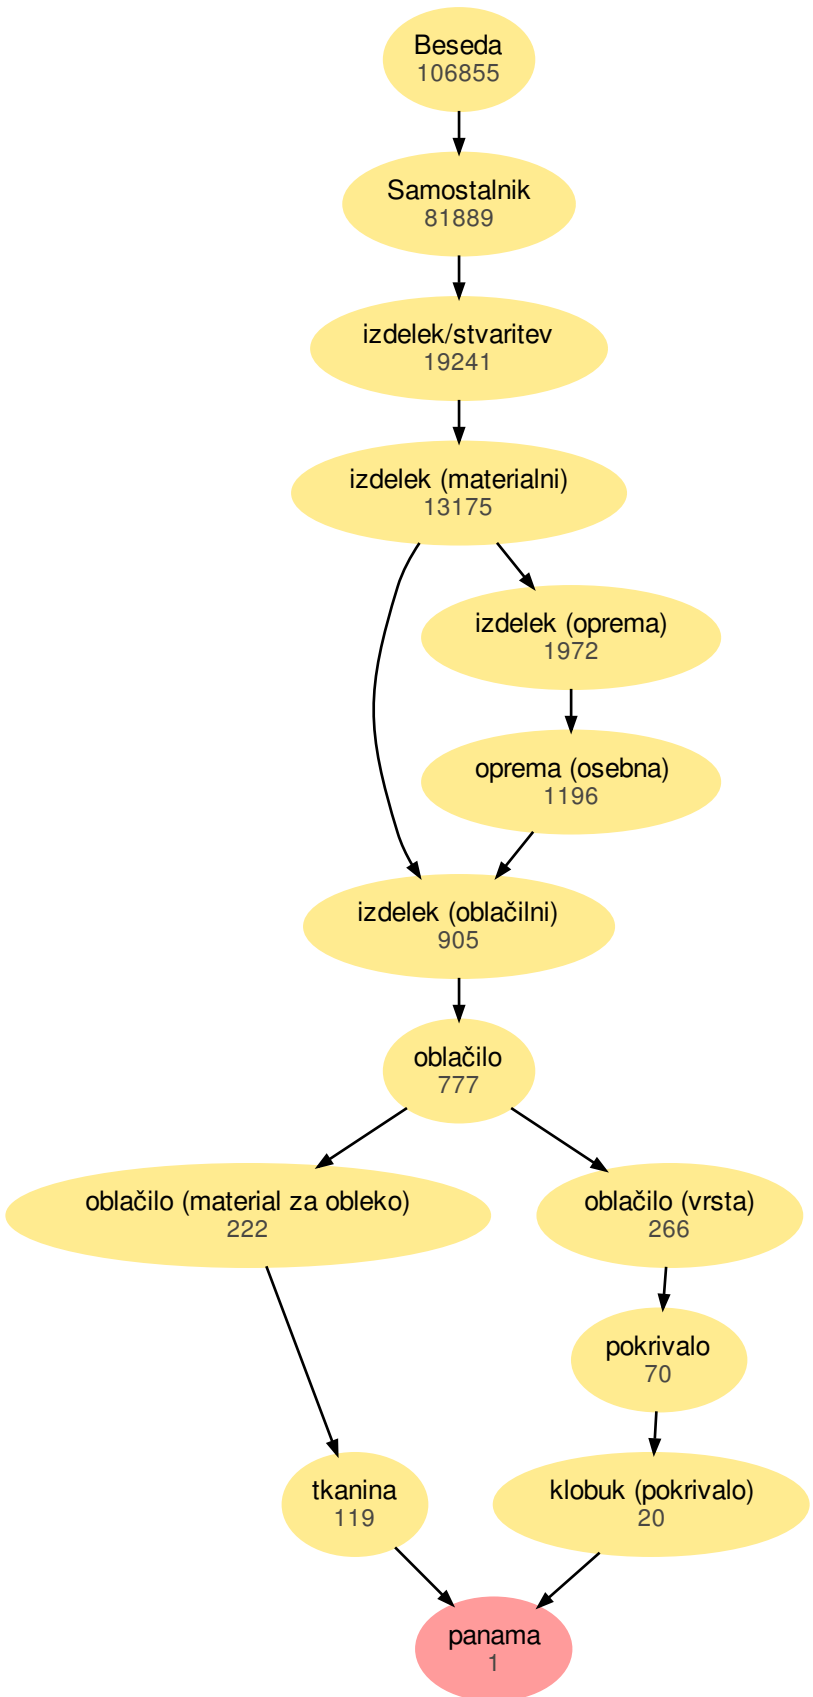 Beseda
106855
Samostalnik
81889
izdelek/stvaritev
19241
izdelek (materialni)
13175
izdelek (oprema)
1972
oprema (osebna)
1196
izdelek (oblačilni)
905
oblačilo
777
oblačilo (material za obleko)
222
oblačilo (vrsta)
266
pokrivalo
70
tkanina
119
klobuk (pokrivalo)
20
panama
1